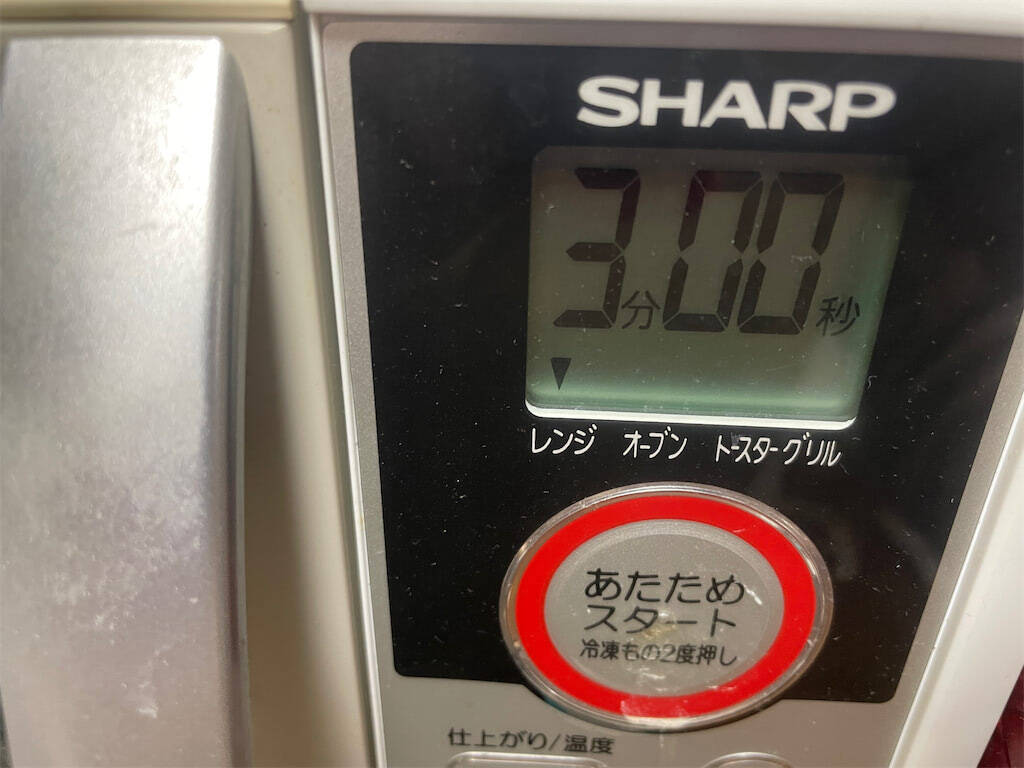 SHARP
3分00秒
レンジ オーブン トースターグリル
あたため
スタート
冷凍もの2度押し
仕上がり/温度